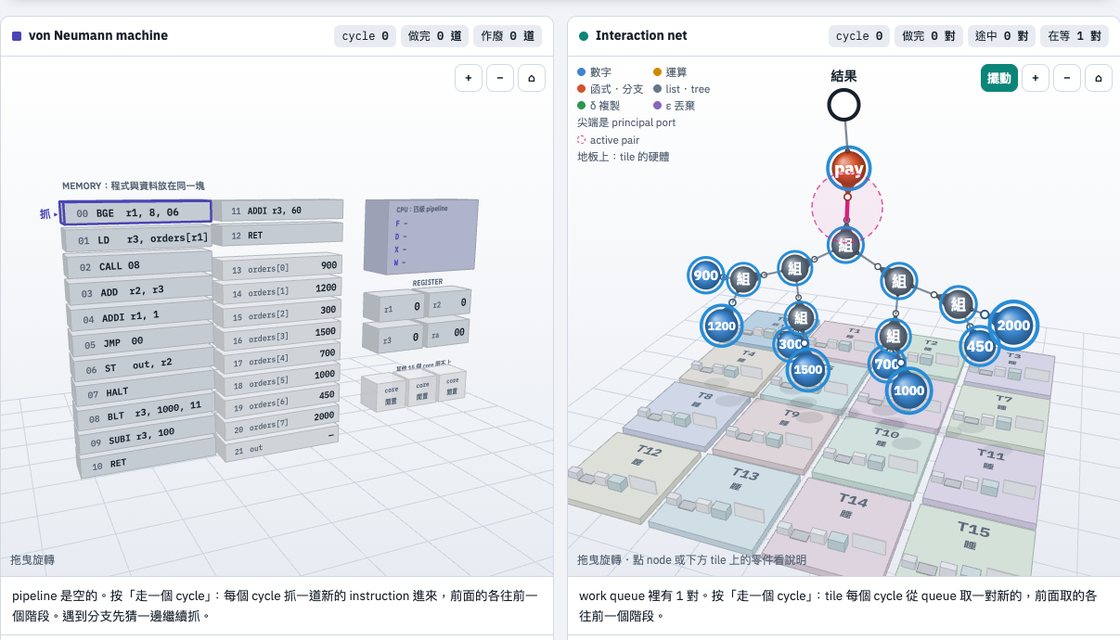 von Neumann machine
cycle 0
做完 0 道
作廢 0 道
+
−
⌂
MEMORY：程式與資料放在同一塊
抓
00 BGE r1, 8, 06
01 LD r3, orders[r1]
02 CALL 08
03 ADD r2, r3
04 ADDI r1, 1
05 JMP 00
06 ST out, r2
07 HALT
08 BLT r3, 1000, 11
09 SUBI r3, 100
10 RET
11 ADDI r3, 60
12 RET
13 orders[0] 900
14 orders[1] 1200
15 orders[2] 300
16 orders[3] 1500
17 orders[4] 700
18 orders[5] 1000
19 orders[6] 450
20 orders[7] 2000
21 out –
CPU：四級 pipeline
F –
D –
X –
W –
REGISTER
r1 0
r2 0
r3 0
ra 00
core 閒置
core 閒置
core 閒置
拖曳旋轉
pipeline 是空的。按「走一個 cycle」：每個 cycle 抓一道新的 instruction 進來，前面的各往前一
個階段。遇到分支先猜一邊繼續抓。
Interaction net
cycle 0
做完 0 對
途中 0 對
在等 1 對
數字
運算
函式・分支
list・tree
δ 複製
ε 丟棄
尖端是 principal port
active pair
地板上：tile 的硬體
擺動
+
−
⌂
結果
pay
組
900
組
組
組
組
1200
組
300
1500
組
700
1000
450
2000
T1
T2
T3
T4
T7
T8
T9
T10
T11
T12
睡
T13
睡
T14
睡
T15
睡
拖曳旋轉・點 node 或下方 tile 上的零件看說明
work queue 裡有 1 對。按「走一個 cycle」：tile 每個 cycle 從 queue 取一對新的，前面取的各
往前一個階段。